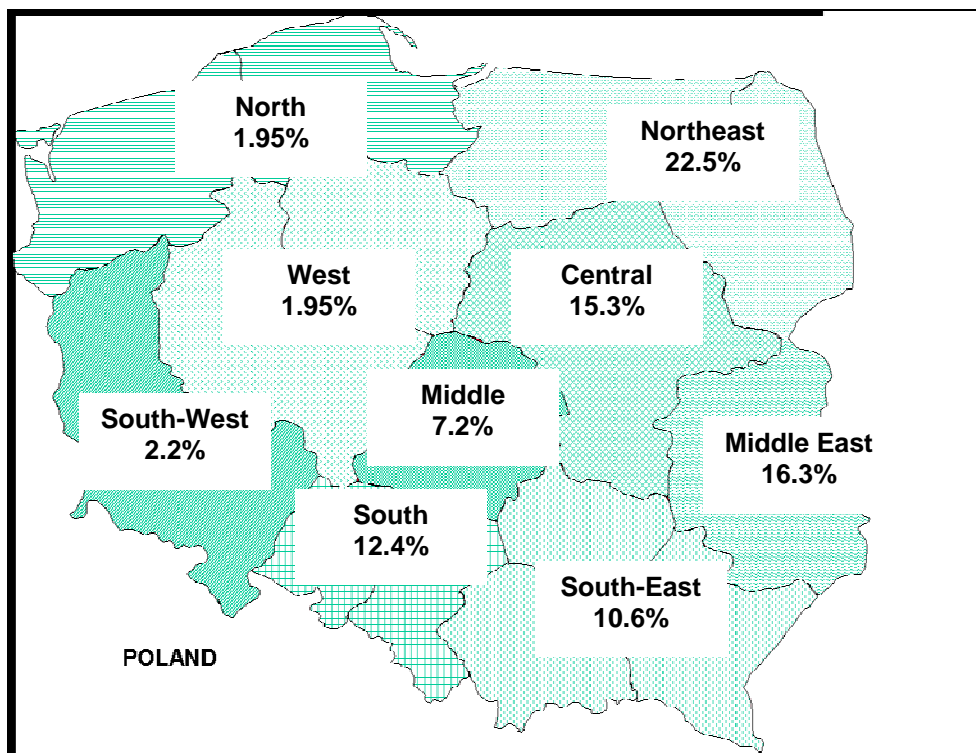 North
1.95%
Northeast
22.5%
West
1.95%
Central
15.3%
Middle
7.2%
South-West
2.2%
Middle East
16.3%
South
12.4%
South-East
10.6%
POLAND